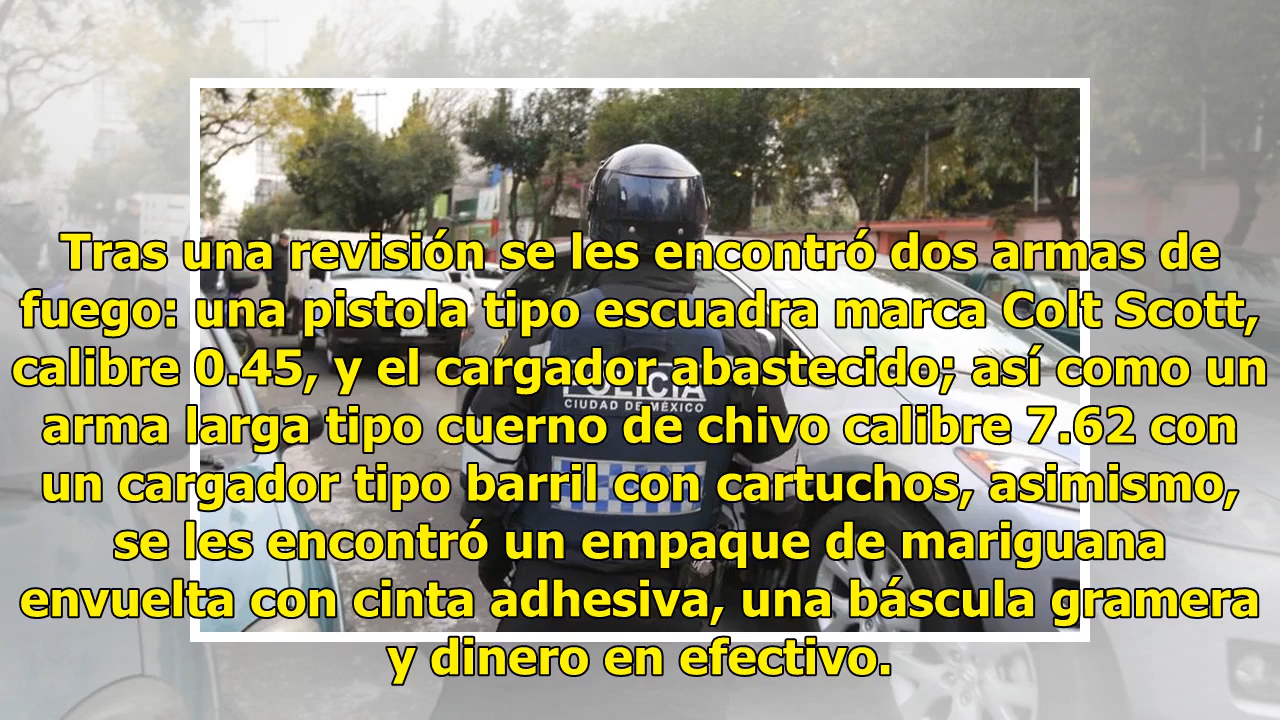 Tras una revisión se les encontró dos armas de
fuego: una pistola tipo escuadra marca Colt Scott,
calibre 0.45, y el cargador abastecido; así como un
arma larga tipo cuerno de chivo calibre 7.62 con
un cargador tipo barril con cartuchos, asimismo,
se les encontró un empaque de mariguana
envuelta con cinta adhesiva, una báscula gramera
y dinero en efectivo.
POLICIA
CIUDAD DE MÉXICO